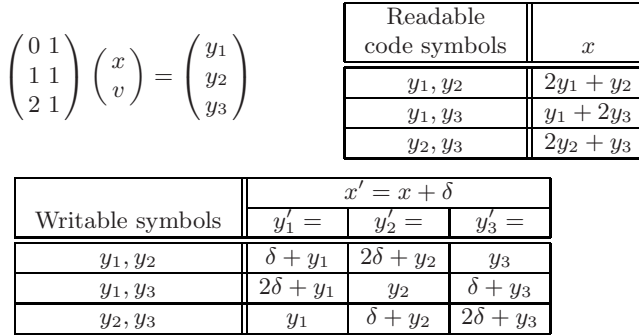 ( 0 1
1 1
2 1 ) ( x
v ) = ( y₁
y₂
y₃ )
Readable
code symbols x
y₁, y₂ 2y₁ + y₂
y₁, y₃ y₁ + 2y₃
y₂, y₃ 2y₂ + y₃
x′ = x + δ
Writable symbols y′₁ = y′₂ = y′₃ =
y₁, y₂ δ + y₁ 2δ + y₂ y₃
y₁, y₃ 2δ + y₁ y₂ δ + y₃
y₂, y₃ y₁ δ + y₂ 2δ + y₃